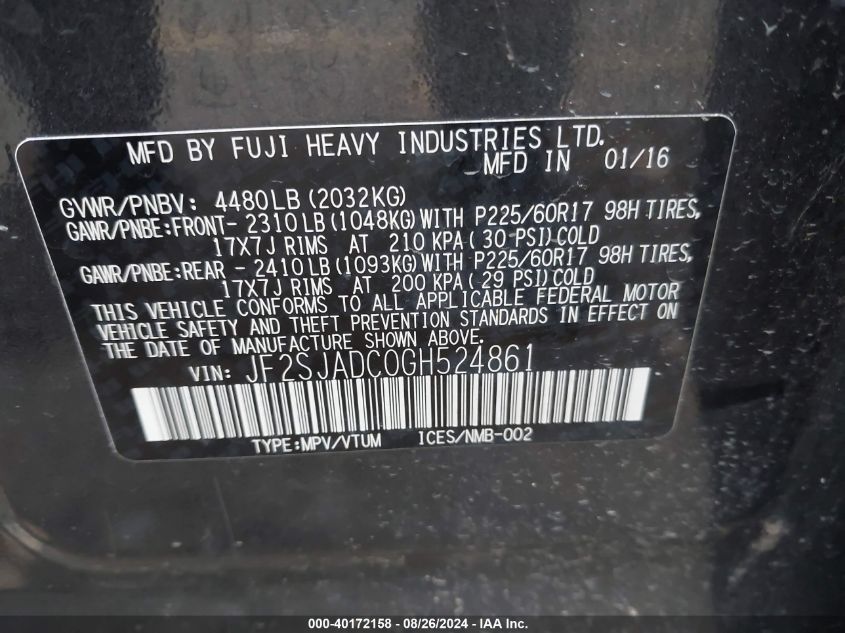 MFD BY FUJI HEAVY INDUSTRIES LTD.
MFD IN 01/16
GVWR/PNBV: 4480LB(2032KG)
GAWR/PNBE:FRONT- 2310LB(1048KG)WITH P225/60R17 98H TIRES,
17X7J RIMS AT 210 KPA(30 PSI)COLD
GAWR/PNBE:REAR - 2410LB(1093KG)WITH P225/60R17 98H TIRES,
17X7J RIMS AT 200 KPA(29 PSI)COLD
THIS VEHICLE CONFORMS TO ALL APPLICABLE FEDERAL MOTOR
VEHICLE SAFETY AND THEFT PREVENTION STANDARDS IN EFFECT ON
THE DATE OF MANUFACTURE SHOWN ABOVE.
VIN: JF2SJADC0GH524861
TYPE:MPV/VTUM ICES/NMB-002
000-40172158 - 08/26/2024 - IAA Inc.